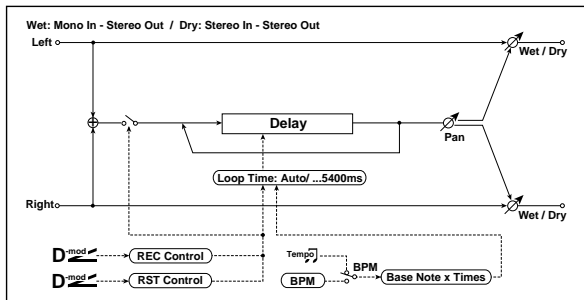 Wet: Mono In - Stereo Out / Dry: Stereo In - Stereo Out
Left
Wet / Dry
Delay
Pan
Loop Time: Auto/ ...5400ms
Right
Wet / Dry
D-mod
REC Control
Tempo
BPM
D-mod
RST Control
BPM
Base Note x Times